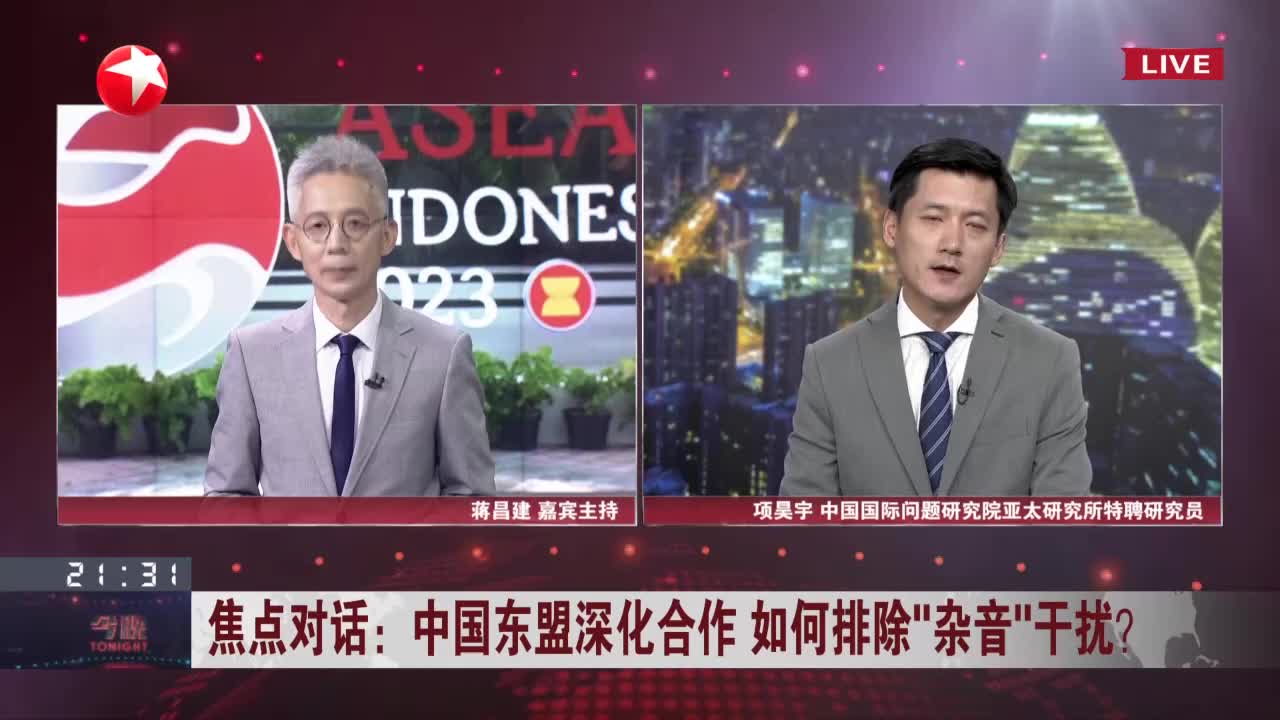 LIVE
ASEA
INDONES
2023
蒋昌建 嘉宾主持
项昊宇 中国国际问题研究院亚太研究所特聘研究员
21:31
今晚
TONIGHT
焦点对话：中国东盟深化合作 如何排除"杂音"干扰?